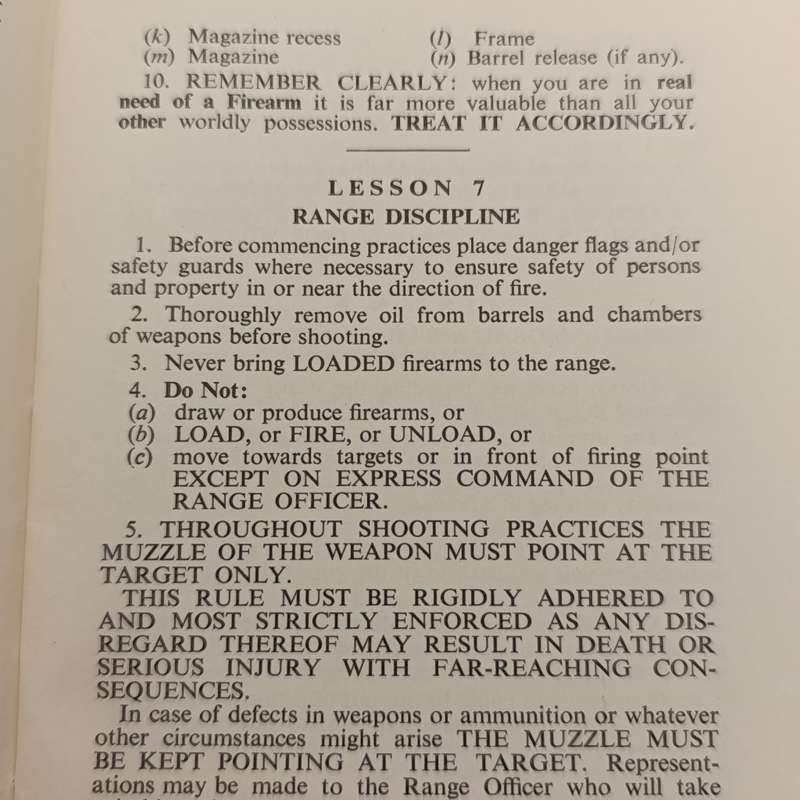 (k) Magazine recess (l) Frame
(m) Magazine (n) Barrel release (if any).
10. REMEMBER CLEARLY: when you are in real
need of a Firearm it is far more valuable than all your
other worldly possessions. TREAT IT ACCORDINGLY.
LESSON 7
RANGE DISCIPLINE
1. Before commencing practices place danger flags and/or
safety guards where necessary to ensure safety of persons
and property in or near the direction of fire.
2. Thoroughly remove oil from barrels and chambers
of weapons before shooting.
3. Never bring LOADED firearms to the range.
4. Do Not:
(a) draw or produce firearms, or
(b) LOAD, or FIRE, or UNLOAD, or
(c) move towards targets or in front of firing point
EXCEPT ON EXPRESS COMMAND OF THE
RANGE OFFICER.
5. THROUGHOUT SHOOTING PRACTICES THE
MUZZLE OF THE WEAPON MUST POINT AT THE
TARGET ONLY.
THIS RULE MUST BE RIGIDLY ADHERED TO
AND MOST STRICTLY ENFORCED AS ANY DIS-
REGARD THEREOF MAY RESULT IN DEATH OR
SERIOUS INJURY WITH FAR-REACHING CON-
SEQUENCES.
In case of defects in weapons or ammunition or whatever
other circumstances might arise THE MUZZLE MUST
BE KEPT POINTING AT THE TARGET. Represent-
ations may be made to the Range Officer who will take